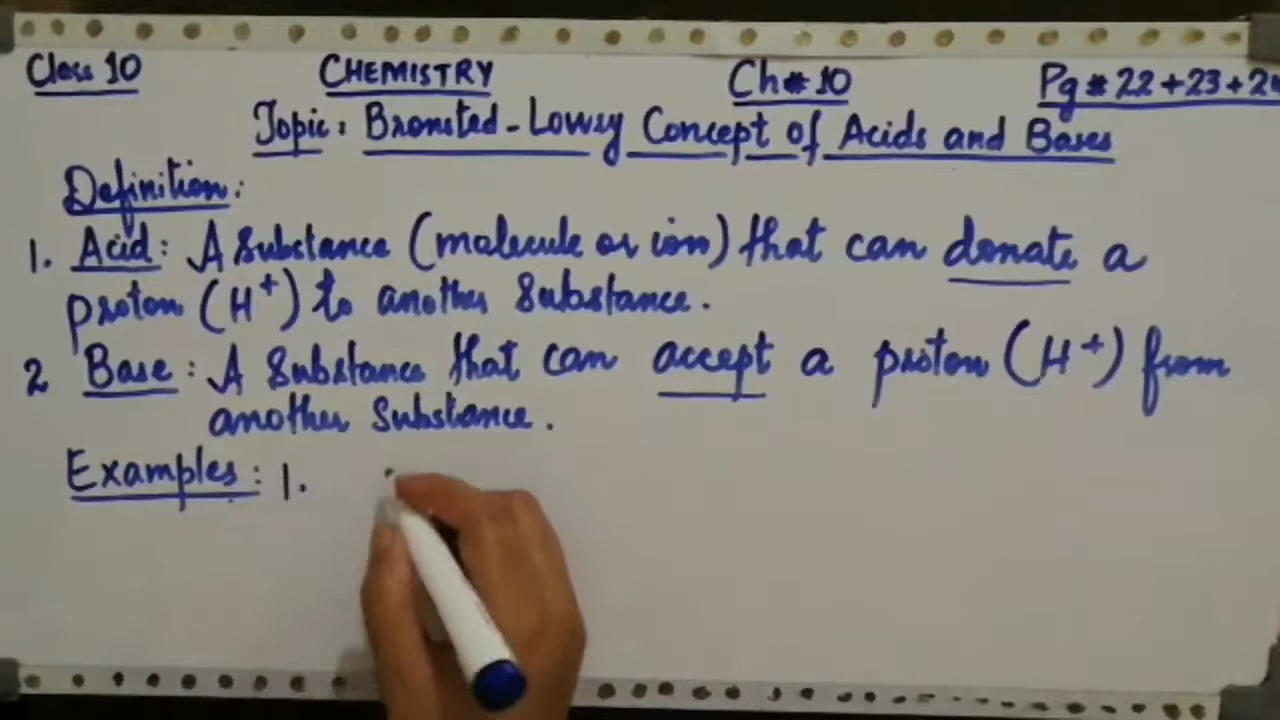 Class 10 CHEMISTRY Ch # 10 Pg # 22+23+24
Topic: Bronsted-Lowry Concept of Acids and Bases
Definition:
1. Acid: A substance (molecule or ion) that can donate a
proton (H⁺) to another substance.
2 Base: A substance that can accept a proton (H⁺) from
another substance.
Examples: 1.